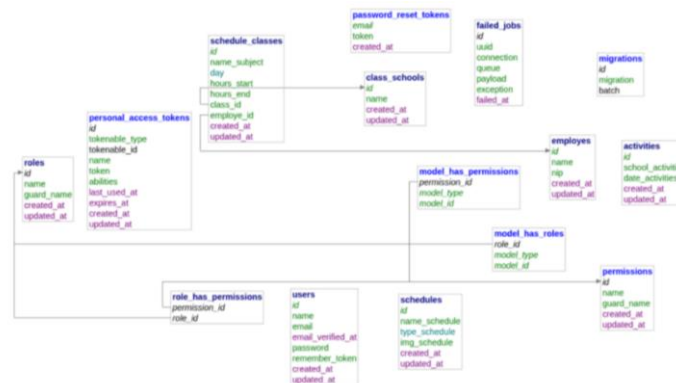 password_reset_tokens
email
token
created_at
failed_jobs
id
uuid
connection
queue
payload
exception
failed_at
schedule_classes
id
name_subject
day
hours_start
hours_end
class_id
employe_id
created_at
updated_at
migrations
id
migration
batch
class_schools
id
name
created_at
updated_at
personal_access_tokens
id
tokenable_type
tokenable_id
name
token
abilities
last_used_at
expires_at
created_at
updated_at
employes
id
name
nip
created_at
updated_at
activities
id
school_activiti
date_activities
created_at
updated_at
roles
id
name
guard_name
created_at
updated_at
model_has_permissions
permission_id
model_type
model_id
model_has_roles
role_id
model_type
model_id
permissions
id
name
guard_name
created_at
updated_at
role_has_permissions
permission_id
role_id
users
id
name
email
email_verified_at
password
remember_token
created_at
updated_at
schedules
id
name_schedule
type_schedule
img_schedule
created_at
updated_at